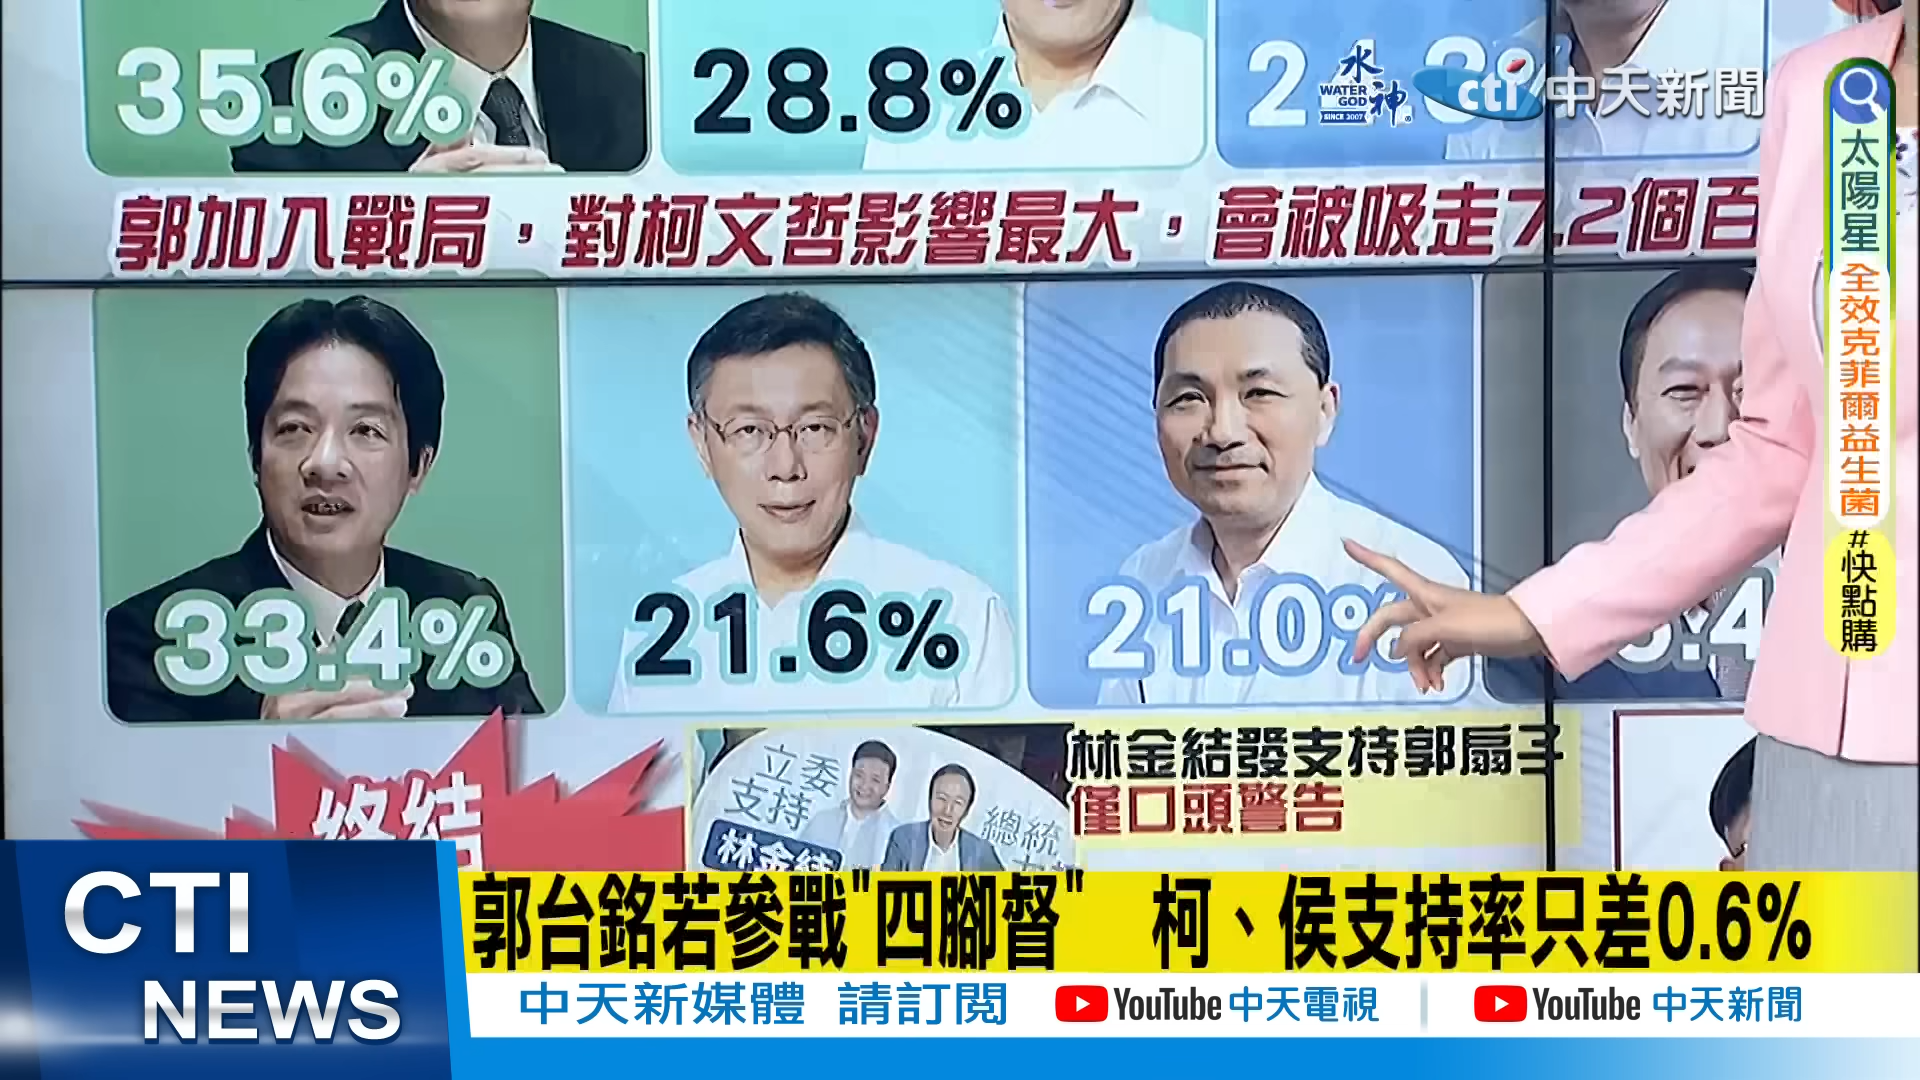 35.6%
28.8%
水神
WATER GOD
SINCE 2007
cti 中天新聞
郭加入戰局，對柯文哲影響最大，會被吸走7.2個百
33.4%
21.6%
21.0%
.4
太陽星 全效克菲爾益生菌 #快點購
終結
立委
支持
林金結
總統
林金結發支持郭扇子
僅口頭警告
CTI
NEWS
郭台銘若參戰"四腳督" 柯、侯支持率只差0.6%
中天新媒體 請訂閱 YouTube 中天電視 YouTube 中天新聞